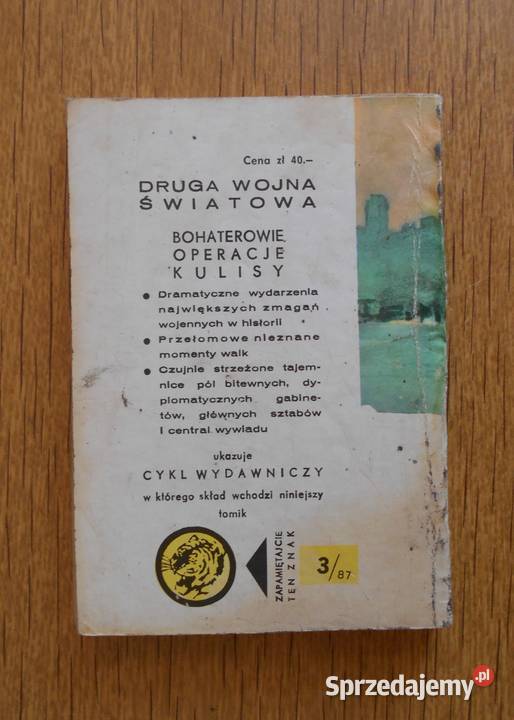 Cena zł 40.–
DRUGA WOJNA
ŚWIATOWA
BOHATEROWIE
OPERACJE
KULISY
● Dramatyczne wydarzenia
największych zmagań
wojennych w historii
● Przełomowe nieznane
momenty walk
● Czujnie strzeżone tajem-
nice pól bitewnych, dy-
plomatycznych gabine-
tów, głównych sztabów
i central wywiadu
ukazuje
CYKL WYDAWNICZY
w którego skład wchodzi niniejszy
tomik
ZAPAMIĘTAJCIE
TEN ZNAK
3/87
Sprzedajemy.pl